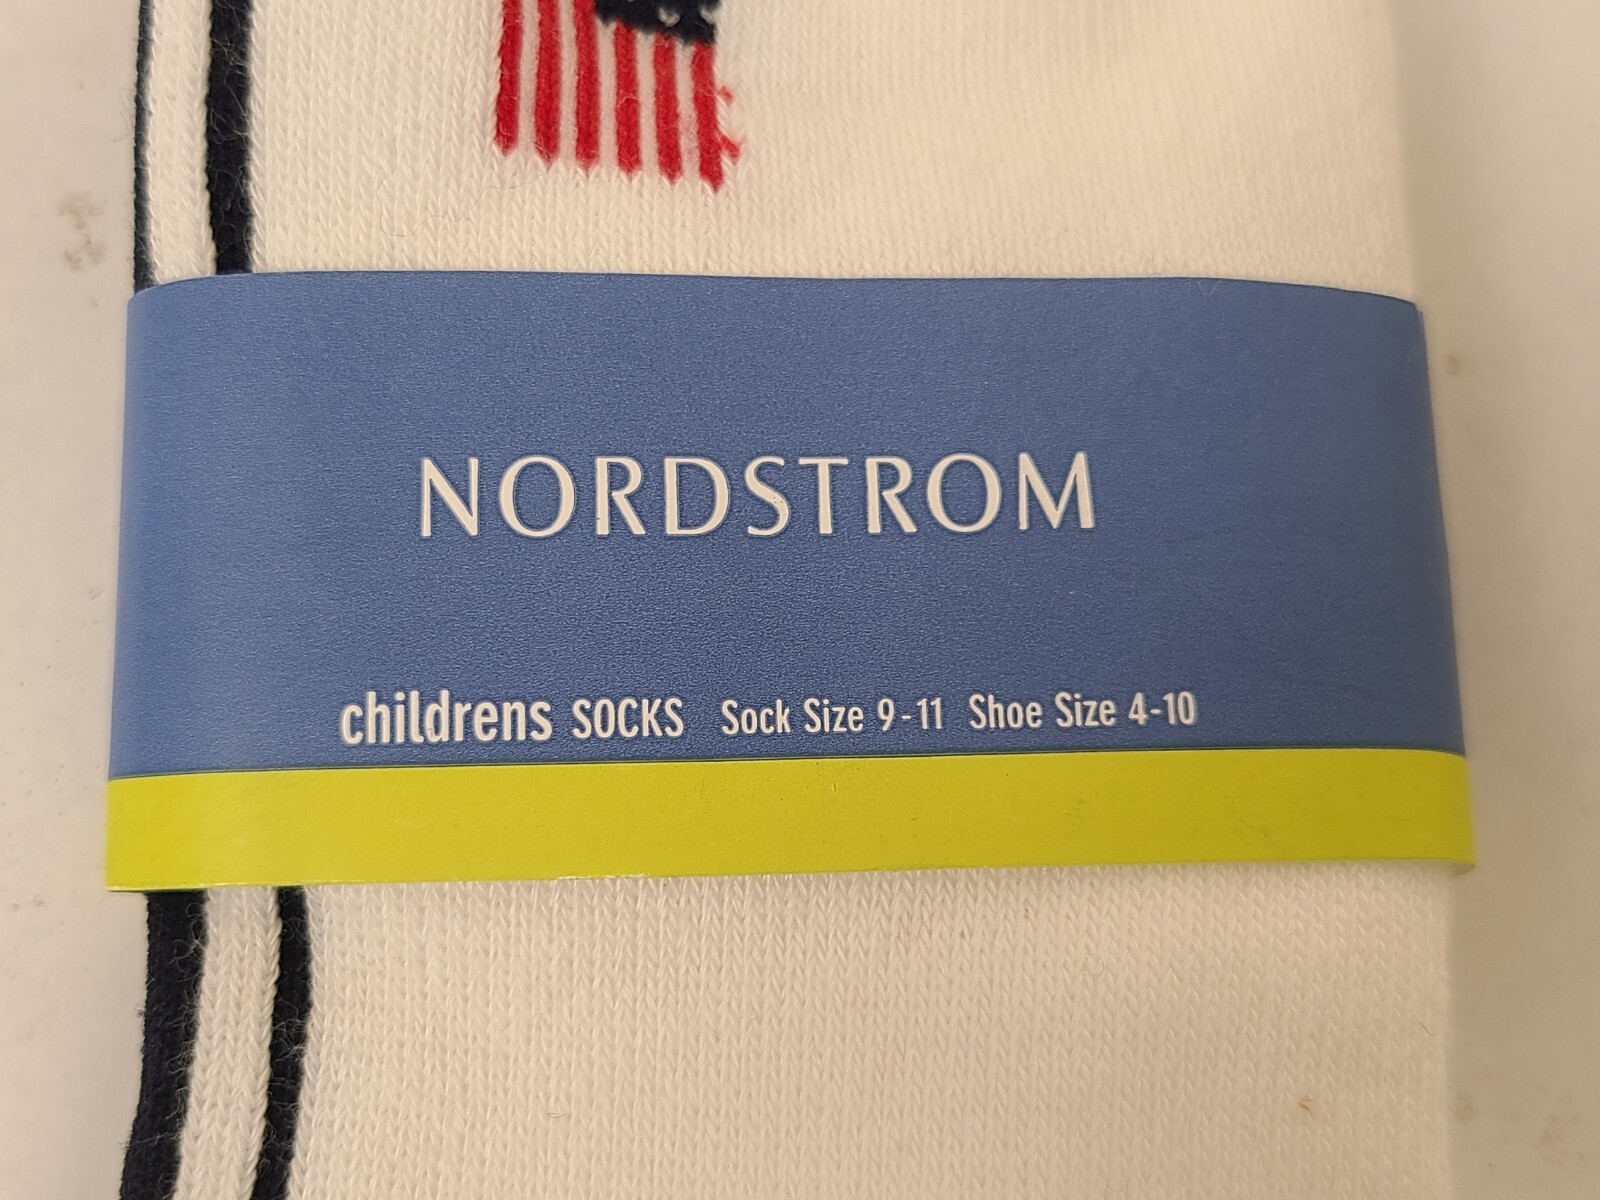 NORDSTROM
childrens SOCKS Sock Size 9-11 Shoe Size 4-10